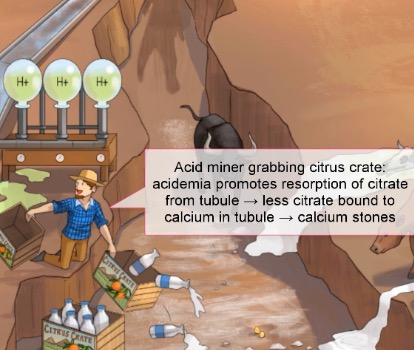 H+ H+ H+
Acid miner grabbing citrus crate:
acidemia promotes resorption of citrate
from tubule → less citrate bound to
calcium in tubule → calcium stones
CITRUS CRATE
CITRUS CRATE